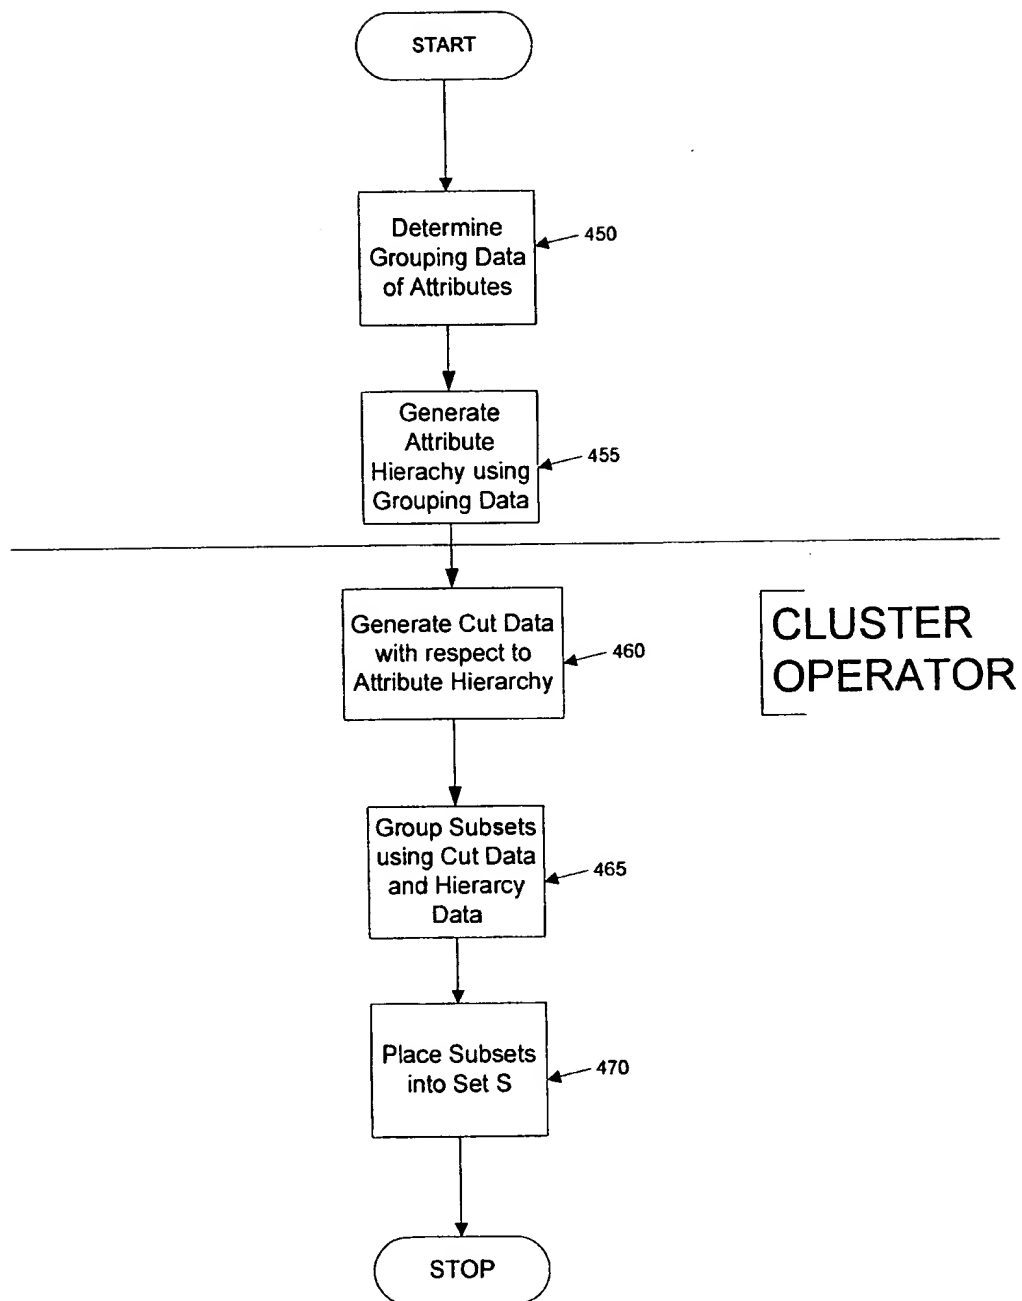 START
Determine
Grouping Data
of Attributes
450
Generate
Attribute
Hierachy using
Grouping Data
455
Generate Cut Data
with respect to
Attribute Hierarchy
460
CLUSTER
OPERATOR
Group Subsets
using Cut Data
and Hierarcy
Data
465
Place Subsets
into Set S
470
STOP